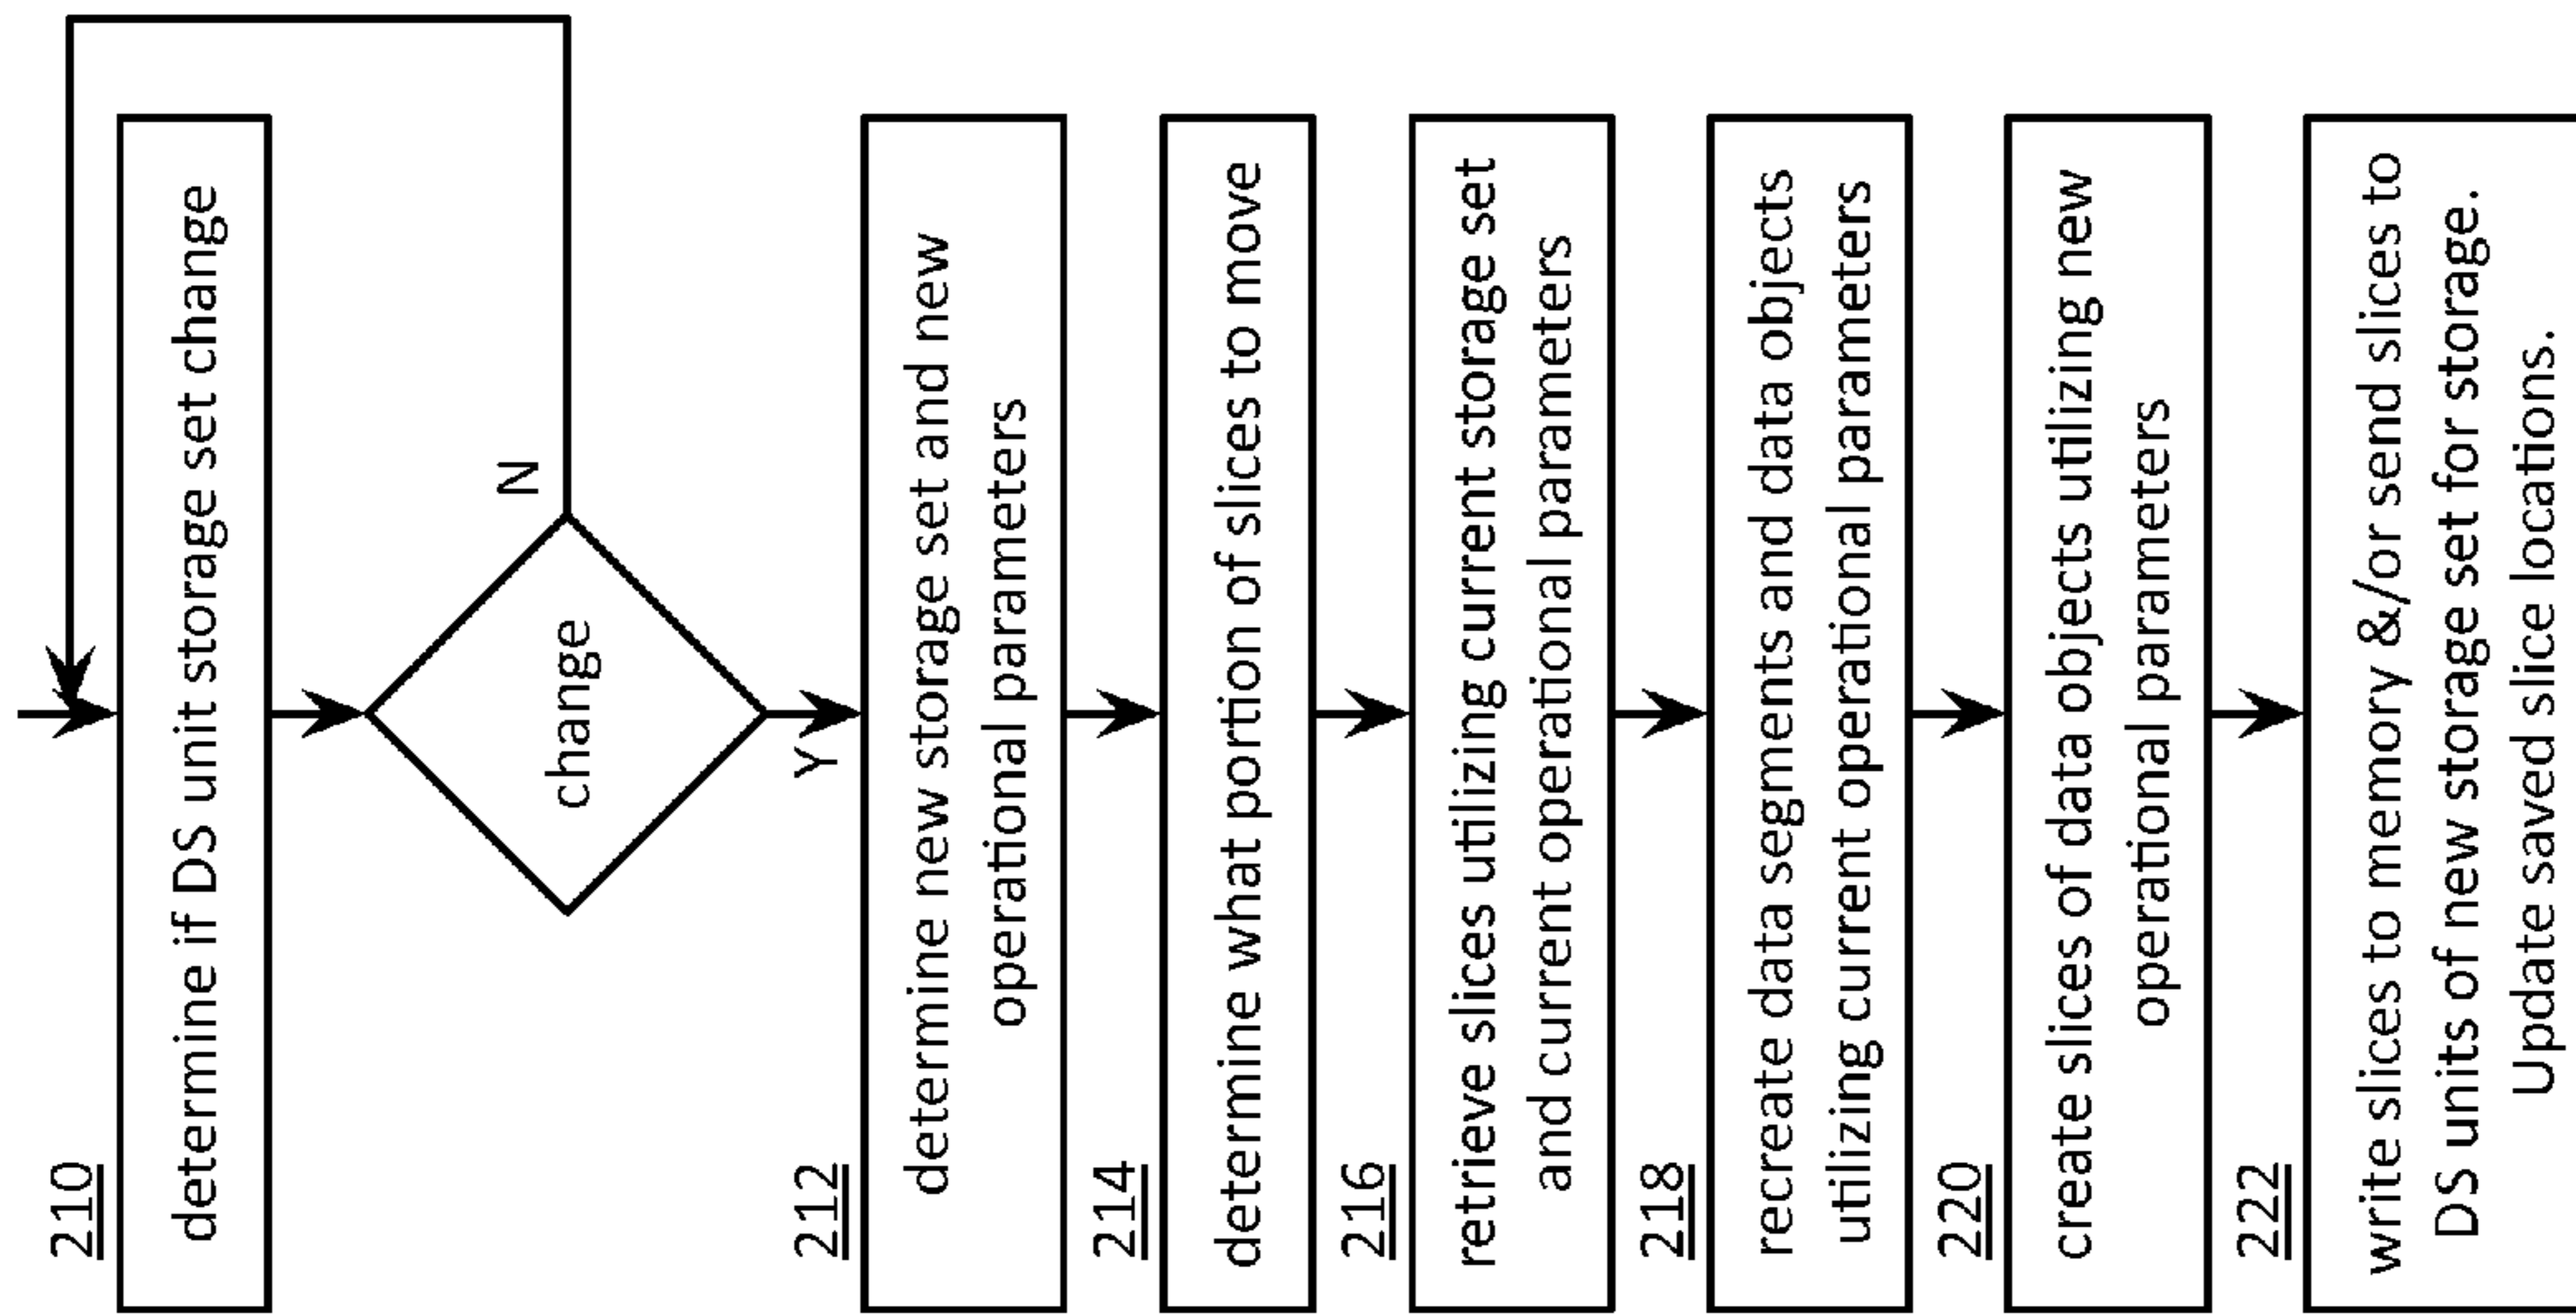 210
determine if DS unit storage set change
change
N
Y
212
determine new storage set and new
operational parameters
214
determine what portion of slices to move
216
retrieve slices utilizing current storage set
and current operational parameters
218
recreate data segments and data objects
utilizing current operational parameters
220
create slices of data objects utilizing new
operational parameters
222
write slices to memory &/or send slices to
DS units of new storage set for storage.
Update saved slice locations.